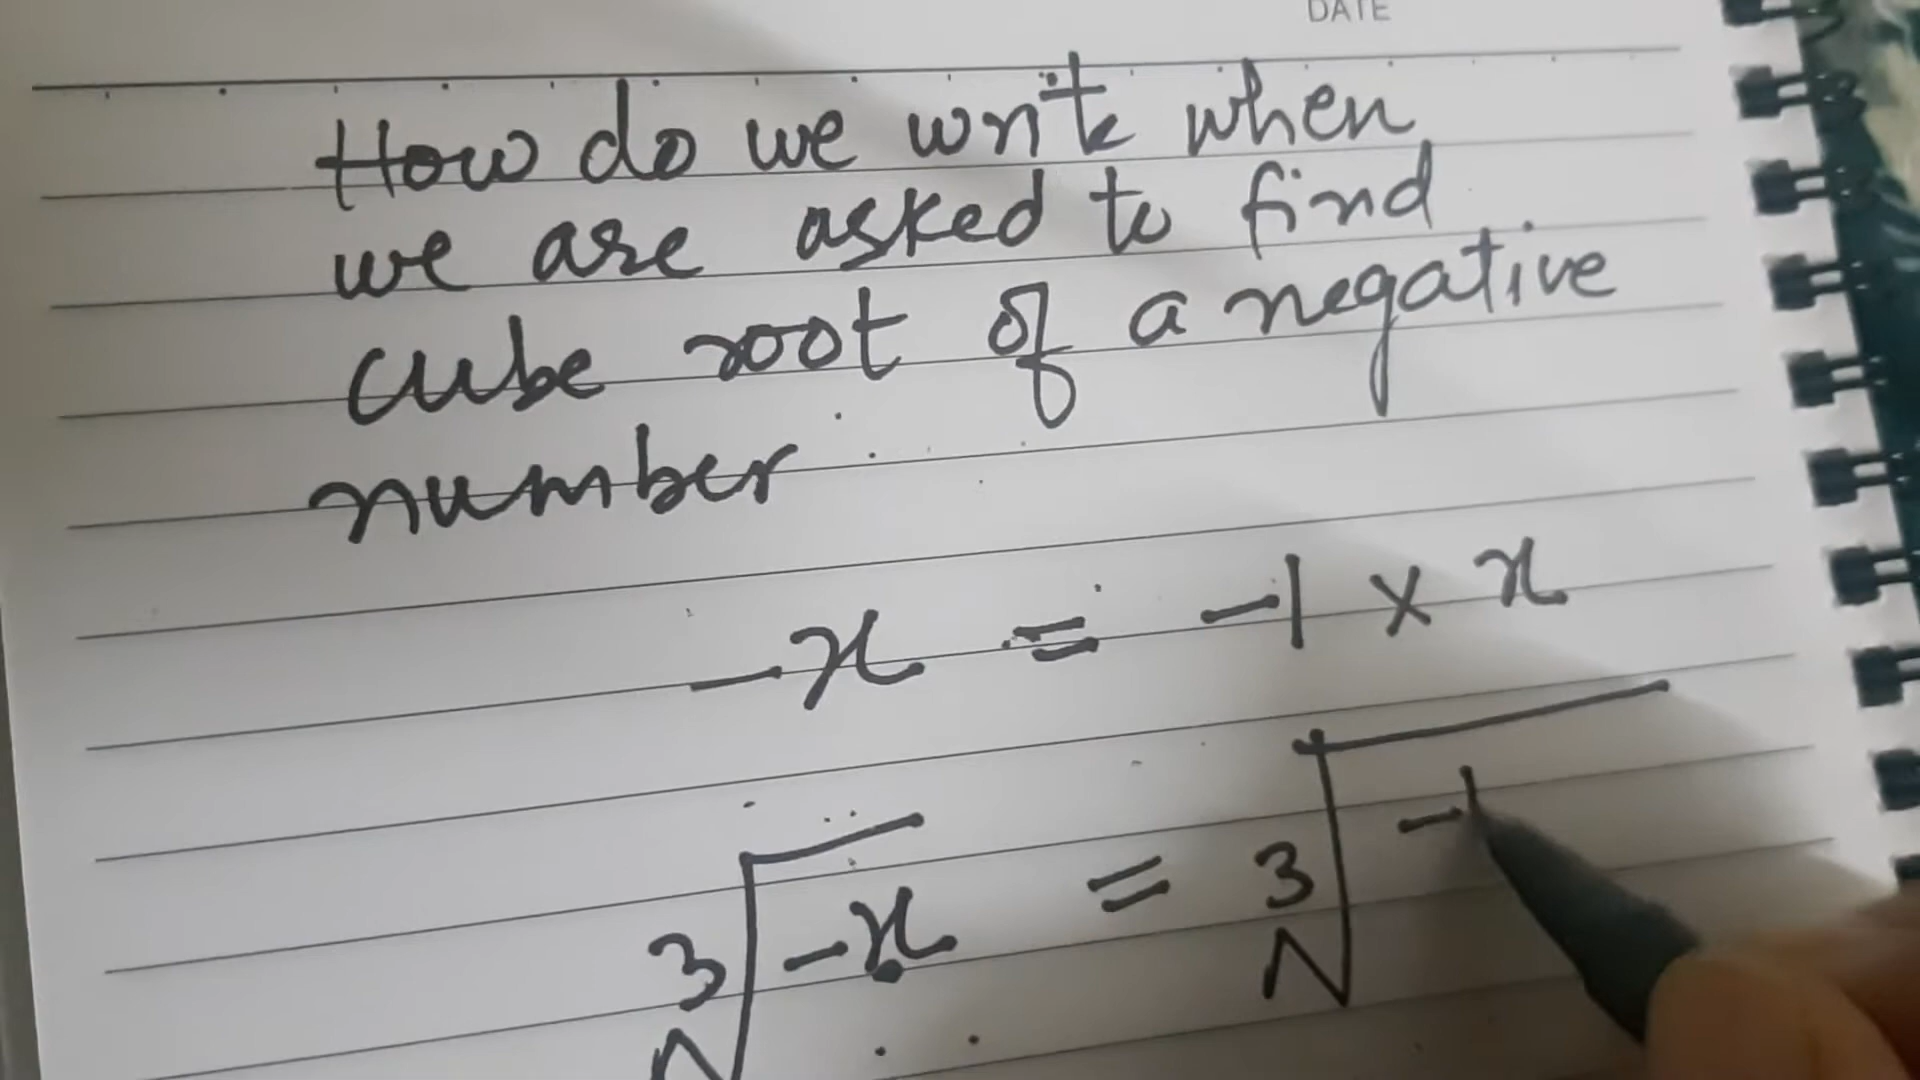 DATE
How do we write when
we are asked to find
cube root of a negative
number
-x = -1 × x
∛-x = ∛-1